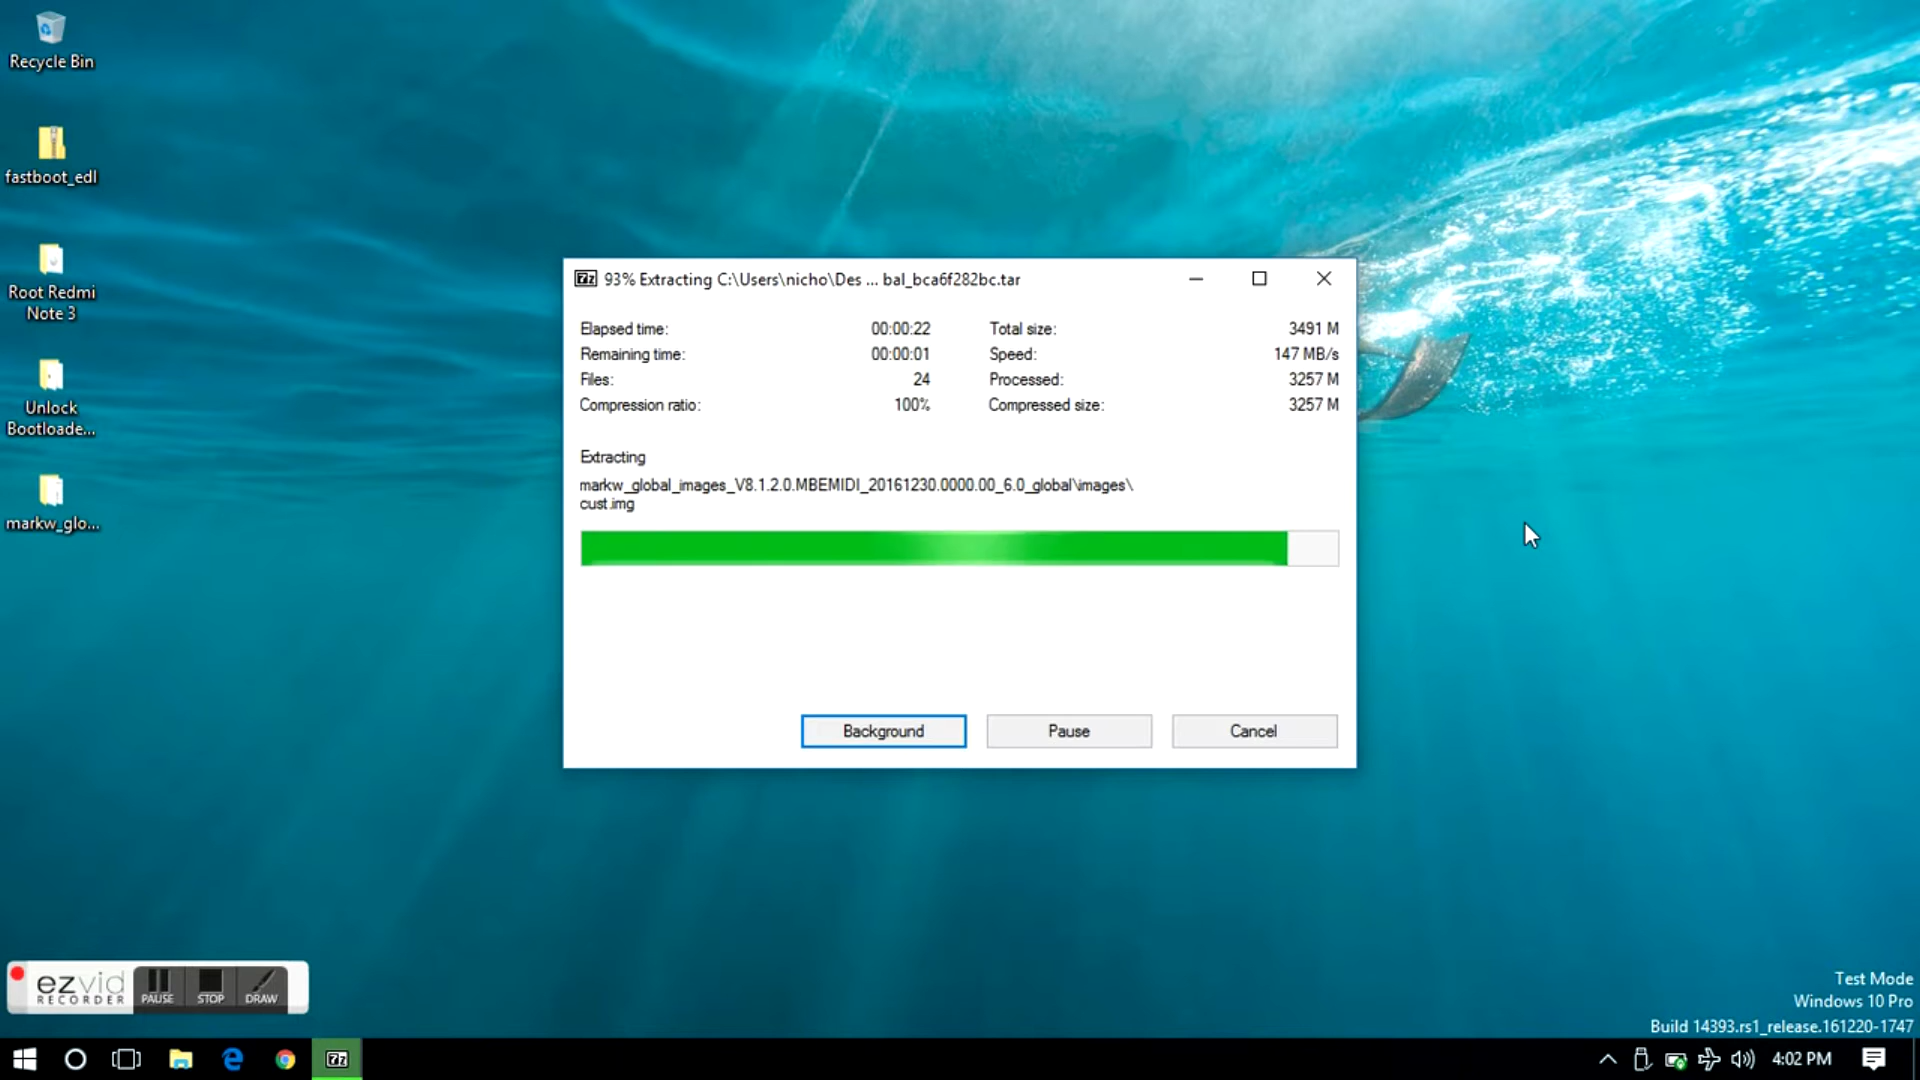 Recycle Bin
fastboot_edl
Root Redmi
Note 3
Unlock
Bootloade...
markw_glo...
7z 93% Extracting C:\Users\nicho\Des ... bal_bca6f282bc.tar
Elapsed time: 00:00:22 Total size: 3491 M
Remaining time: 00:00:01 Speed: 147 MB/s
Files: 24 Processed: 3257 M
Compression ratio: 100% Compressed size: 3257 M
Extracting
markw_global_images_V8.1.2.0.MBEMIDI_20161230.0000.00_6.0_global\images\
cust.img
Background Pause Cancel
ezvid
RECORDER
PAUSE STOP DRAW
Test Mode
Windows 10 Pro
Build 14393.rs1_release.161220-1747
7z
4:02 PM